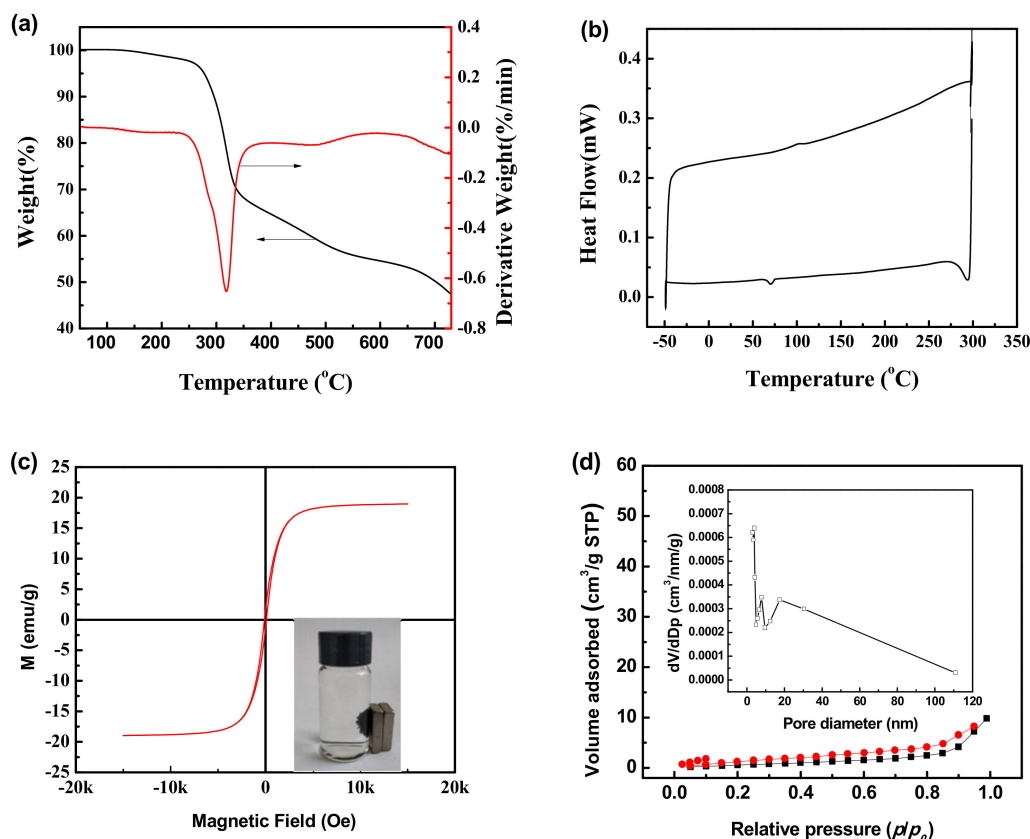 (a)
Weight(%)
100
90
80
70
60
50
40
0.4
0.2
0.0
-0.2
-0.4
-0.6
-0.8
Derivative Weight(%/min)
100 200 300 400 500 600 700
Temperature (°C)
(b)
Heat Flow(mW)
0.4
0.3
0.2
0.1
0.0
-50 0 50 100 150 200 250 300 350
Temperature (°C)
(c)
M (emu/g)
25
20
15
10
5
0
-5
-10
-15
-20
-25
-20k -10k 0 10k 20k
Magnetic Field (Oe)
(d)
Volume adsorbed (cm³/g STP)
60
50
40
30
20
10
0
0.0 0.2 0.4 0.6 0.8 1.0
Relative pressure (p/p₀)
dV/dDp (cm³/nm/g)
0.0008
0.0007
0.0006
0.0005
0.0004
0.0003
0.0002
0.0001
0.0000
0 20 40 60 80 100 120
Pore diameter (nm)